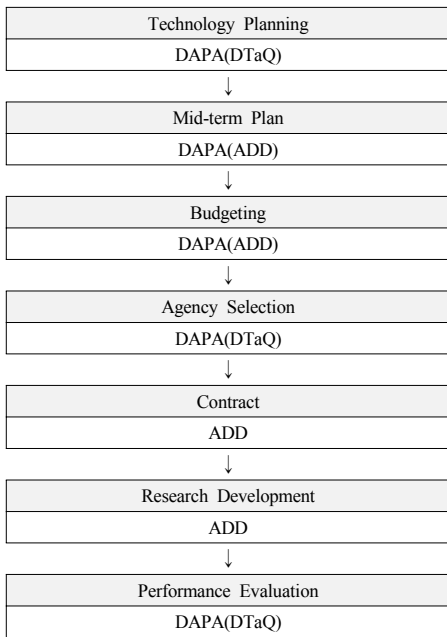 Technology Planning
DAPA(DTaQ)
↓
Mid-term Plan
DAPA(ADD)
↓
Budgeting
DAPA(ADD)
↓
Agency Selection
DAPA(DTaQ)
↓
Contract
ADD
↓
Research Development
ADD
↓
Performance Evaluation
DAPA(DTaQ)